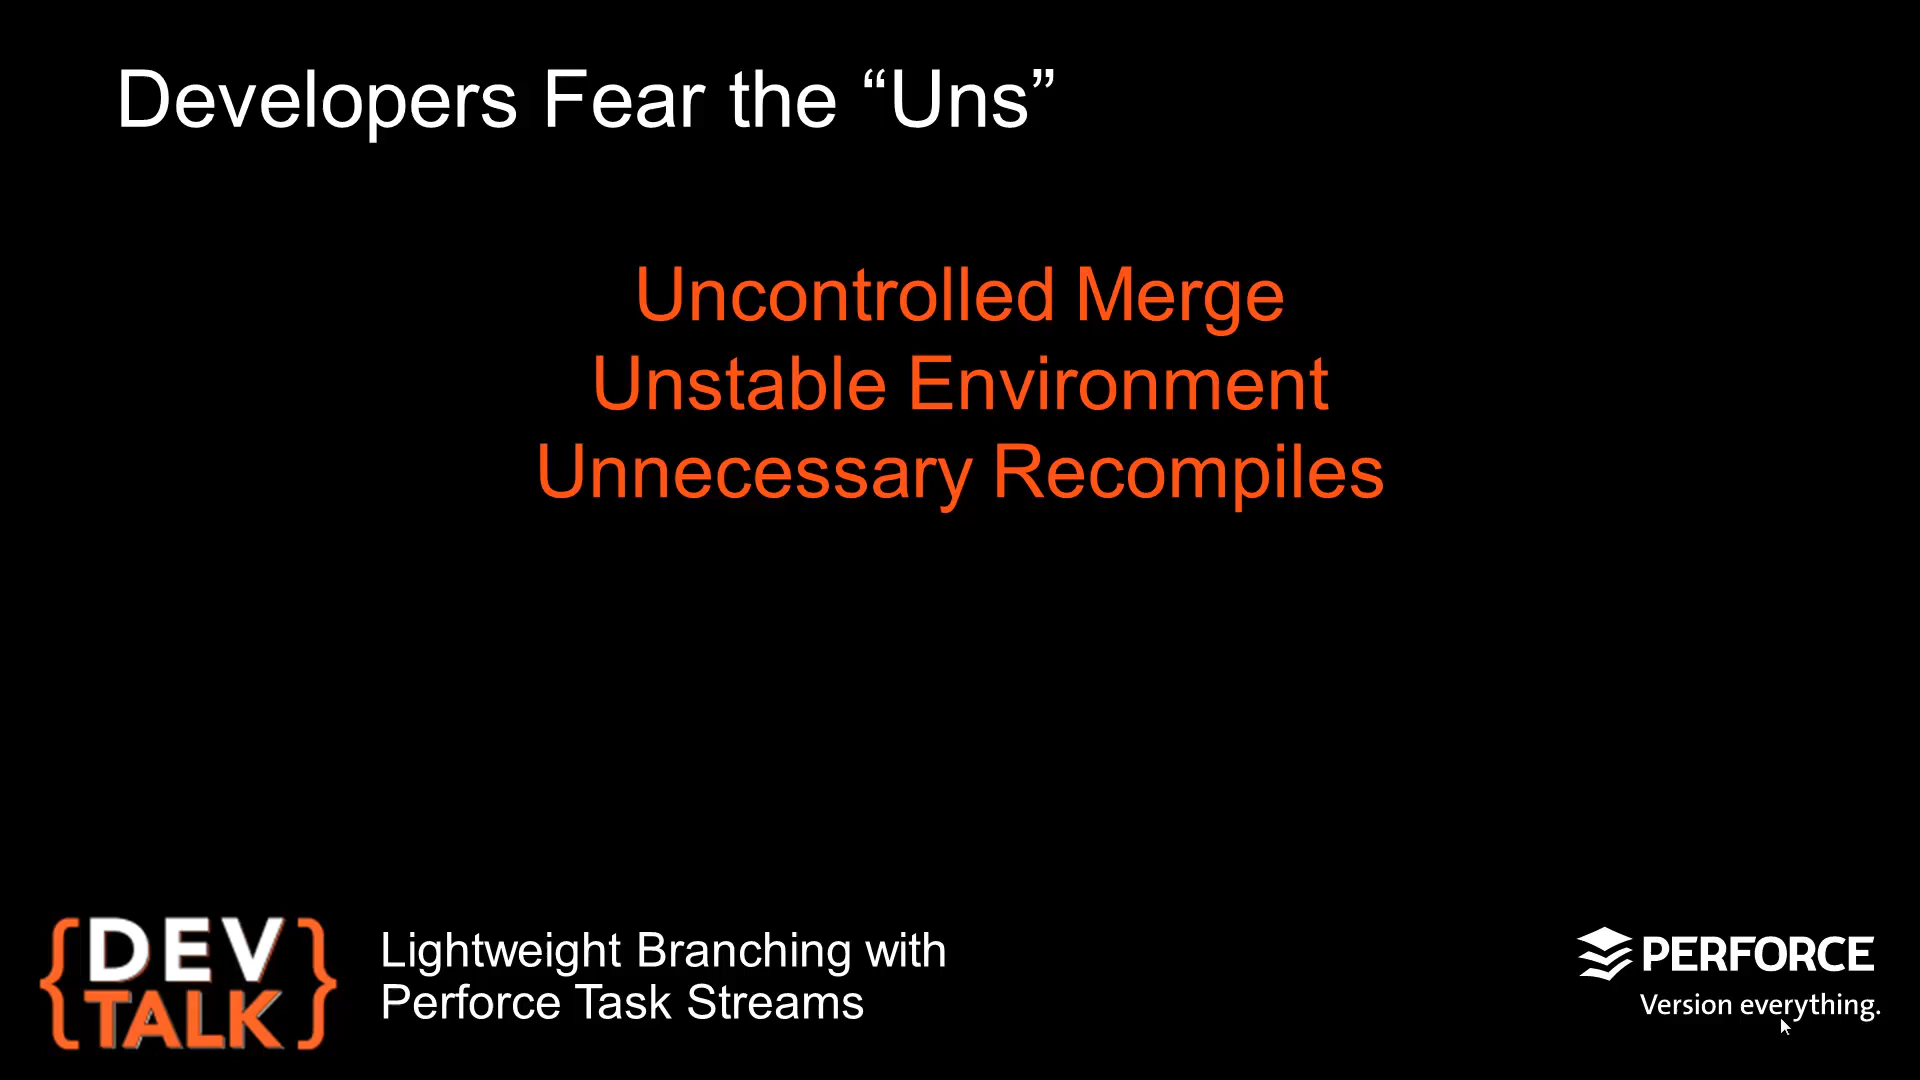 Developers Fear the “Uns”
Uncontrolled Merge
Unstable Environment
Unnecessary Recompiles
{DEV
TALK}
Lightweight Branching with
Perforce Task Streams
PERFORCE
Version everything.